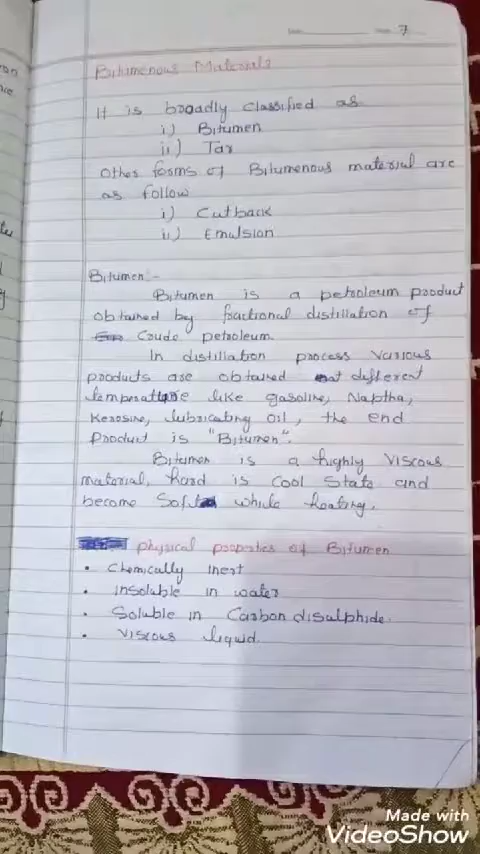 7
Bitumenous Materials
It is broadly classified as
i) Bitumen
ii) Tar
Other forms of Bitumenous material are
as follow
i) Cutback
ii) Emulsion
Bitumen :-
Bitumen is a petroleum product
obtained by fractional distillation of
Crude petroleum.
In distillation process various
products are obtained at different
temperature like gasoline, Naptha,
Kerosine, lubricating oil, the end
Product is "Bitumen".
Bitumen is a highly Viscous
material, hard is cool State and
become Soft while heating.
physical propoties of Bitumen
• Chemically inert
• insoluble in water
• Soluble in Carbon disulphide.
• Viscous liquid.
Made with
VideoShow